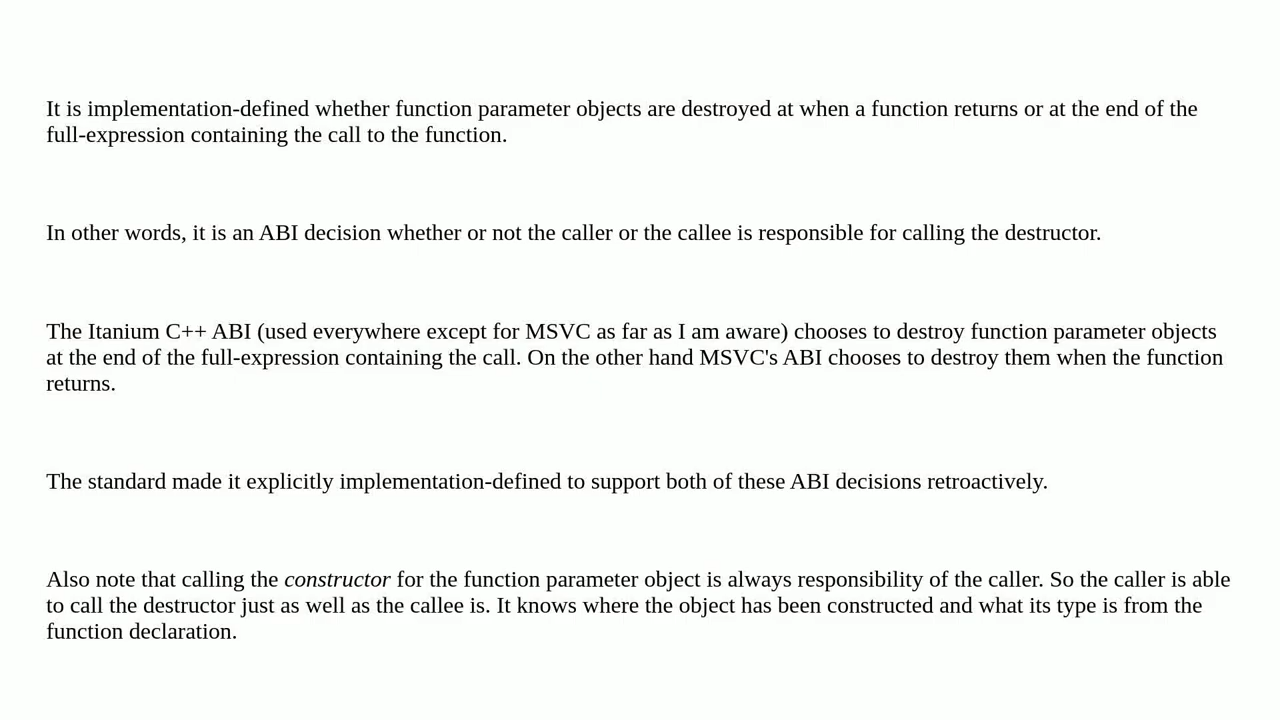 It is implementation-defined whether function parameter objects are destroyed at when a function returns or at the end of the
full-expression containing the call to the function.
In other words, it is an ABI decision whether or not the caller or the callee is responsible for calling the destructor.
The Itanium C++ ABI (used everywhere except for MSVC as far as I am aware) chooses to destroy function parameter objects
at the end of the full-expression containing the call. On the other hand MSVC's ABI chooses to destroy them when the function
returns.
The standard made it explicitly implementation-defined to support both of these ABI decisions retroactively.
Also note that calling the constructor for the function parameter object is always responsibility of the caller. So the caller is able
to call the destructor just as well as the callee is. It knows where the object has been constructed and what its type is from the
function declaration.